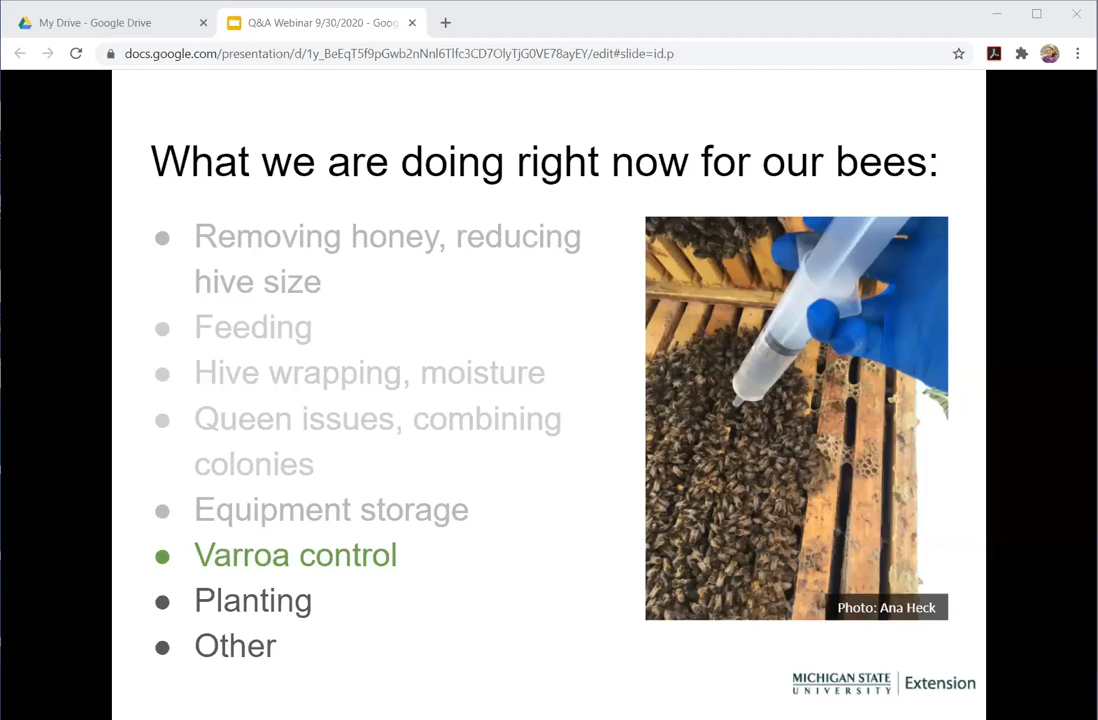 My Drive - Google Drive
Q&A Webinar 9/30/2020 - Goog
docs.google.com/presentation/d/1y_BeEqT5f9pGwb2nNnl6Tlfc3CD7OlyTjG0VE78ayEY/edit#slide=id.p
What we are doing right now for our bees:
● Removing honey, reducing
hive size
● Feeding
● Hive wrapping, moisture
● Queen issues, combining
colonies
● Equipment storage
● Varroa control
● Planting
● Other
Photo: Ana Heck
MICHIGAN STATE
UNIVERSITY
Extension